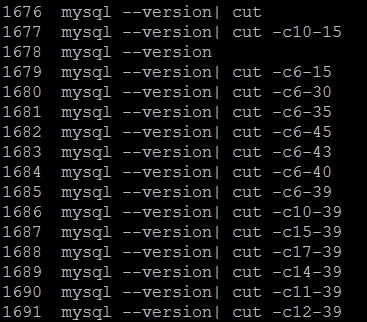 1676  mysql --version| cut
1677  mysql --version| cut -c10-15
1678  mysql --version
1679  mysql --version| cut -c6-15
1680  mysql --version| cut -c6-30
1681  mysql --version| cut -c6-35
1682  mysql --version| cut -c6-45
1683  mysql --version| cut -c6-43
1684  mysql --version| cut -c6-40
1685  mysql --version| cut -c6-39
1686  mysql --version| cut -c10-39
1687  mysql --version| cut -c15-39
1688  mysql --version| cut -c17-39
1689  mysql --version| cut -c14-39
1690  mysql --version| cut -c11-39
1691  mysql --version| cut -c12-39